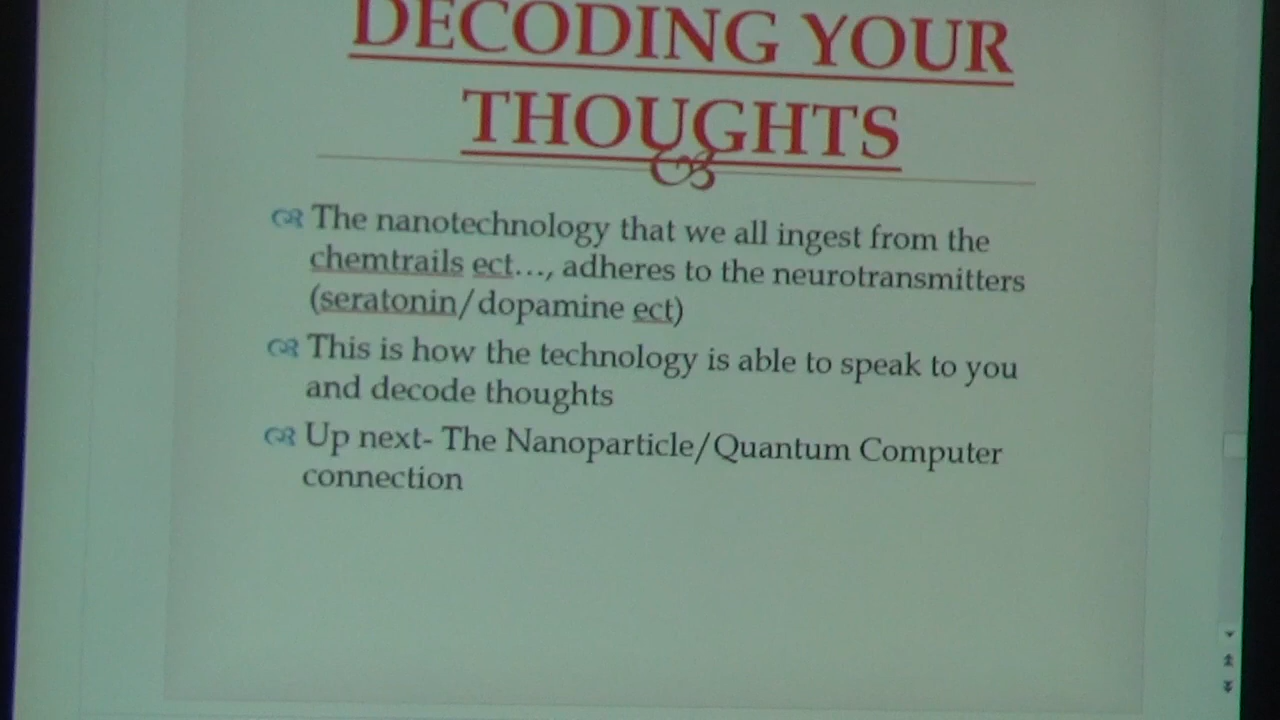 DECODING YOUR
THOUGHTS
The nanotechnology that we all ingest from the
chemtrails ect…, adheres to the neurotransmitters
(seratonin/dopamine ect)
This is how the technology is able to speak to you
and decode thoughts
Up next- The Nanoparticle/Quantum Computer
connection